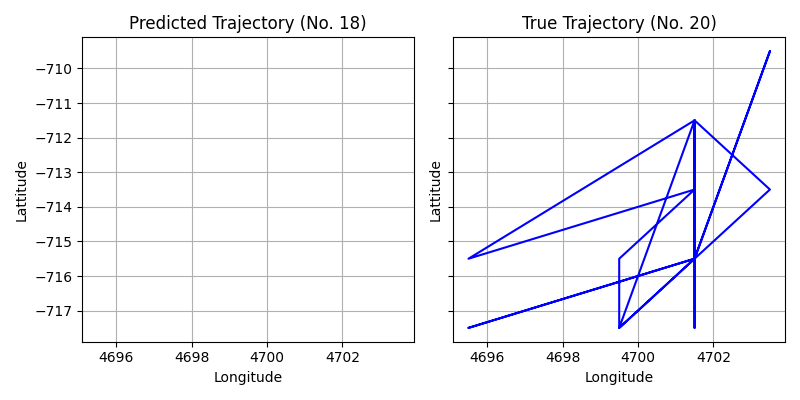 Predicted Trajectory (No. 18)
True Trajectory (No. 20)
Lattitude
−710
−711
−712
−713
−714
−715
−716
−717
4696
4698
4700
4702
Longitude
Lattitude
4696
4698
4700
4702
Longitude